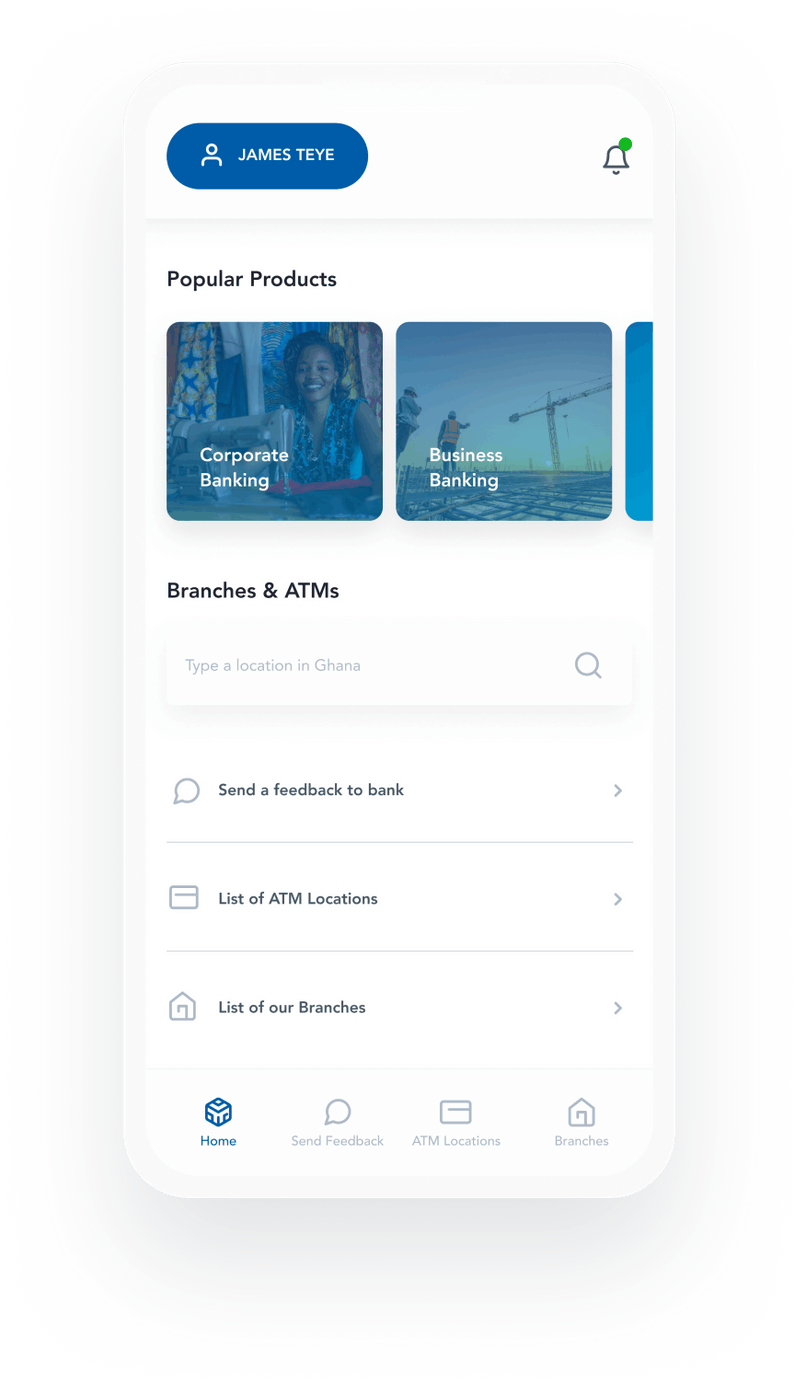 JAMES TEYE
Popular Products
Corporate
Banking
Business
Banking
Branches & ATMs
Type a location in Ghana
Send a feedback to bank
List of ATM Locations
List of our Branches
Home
Send Feedback
ATM Locations
Branches